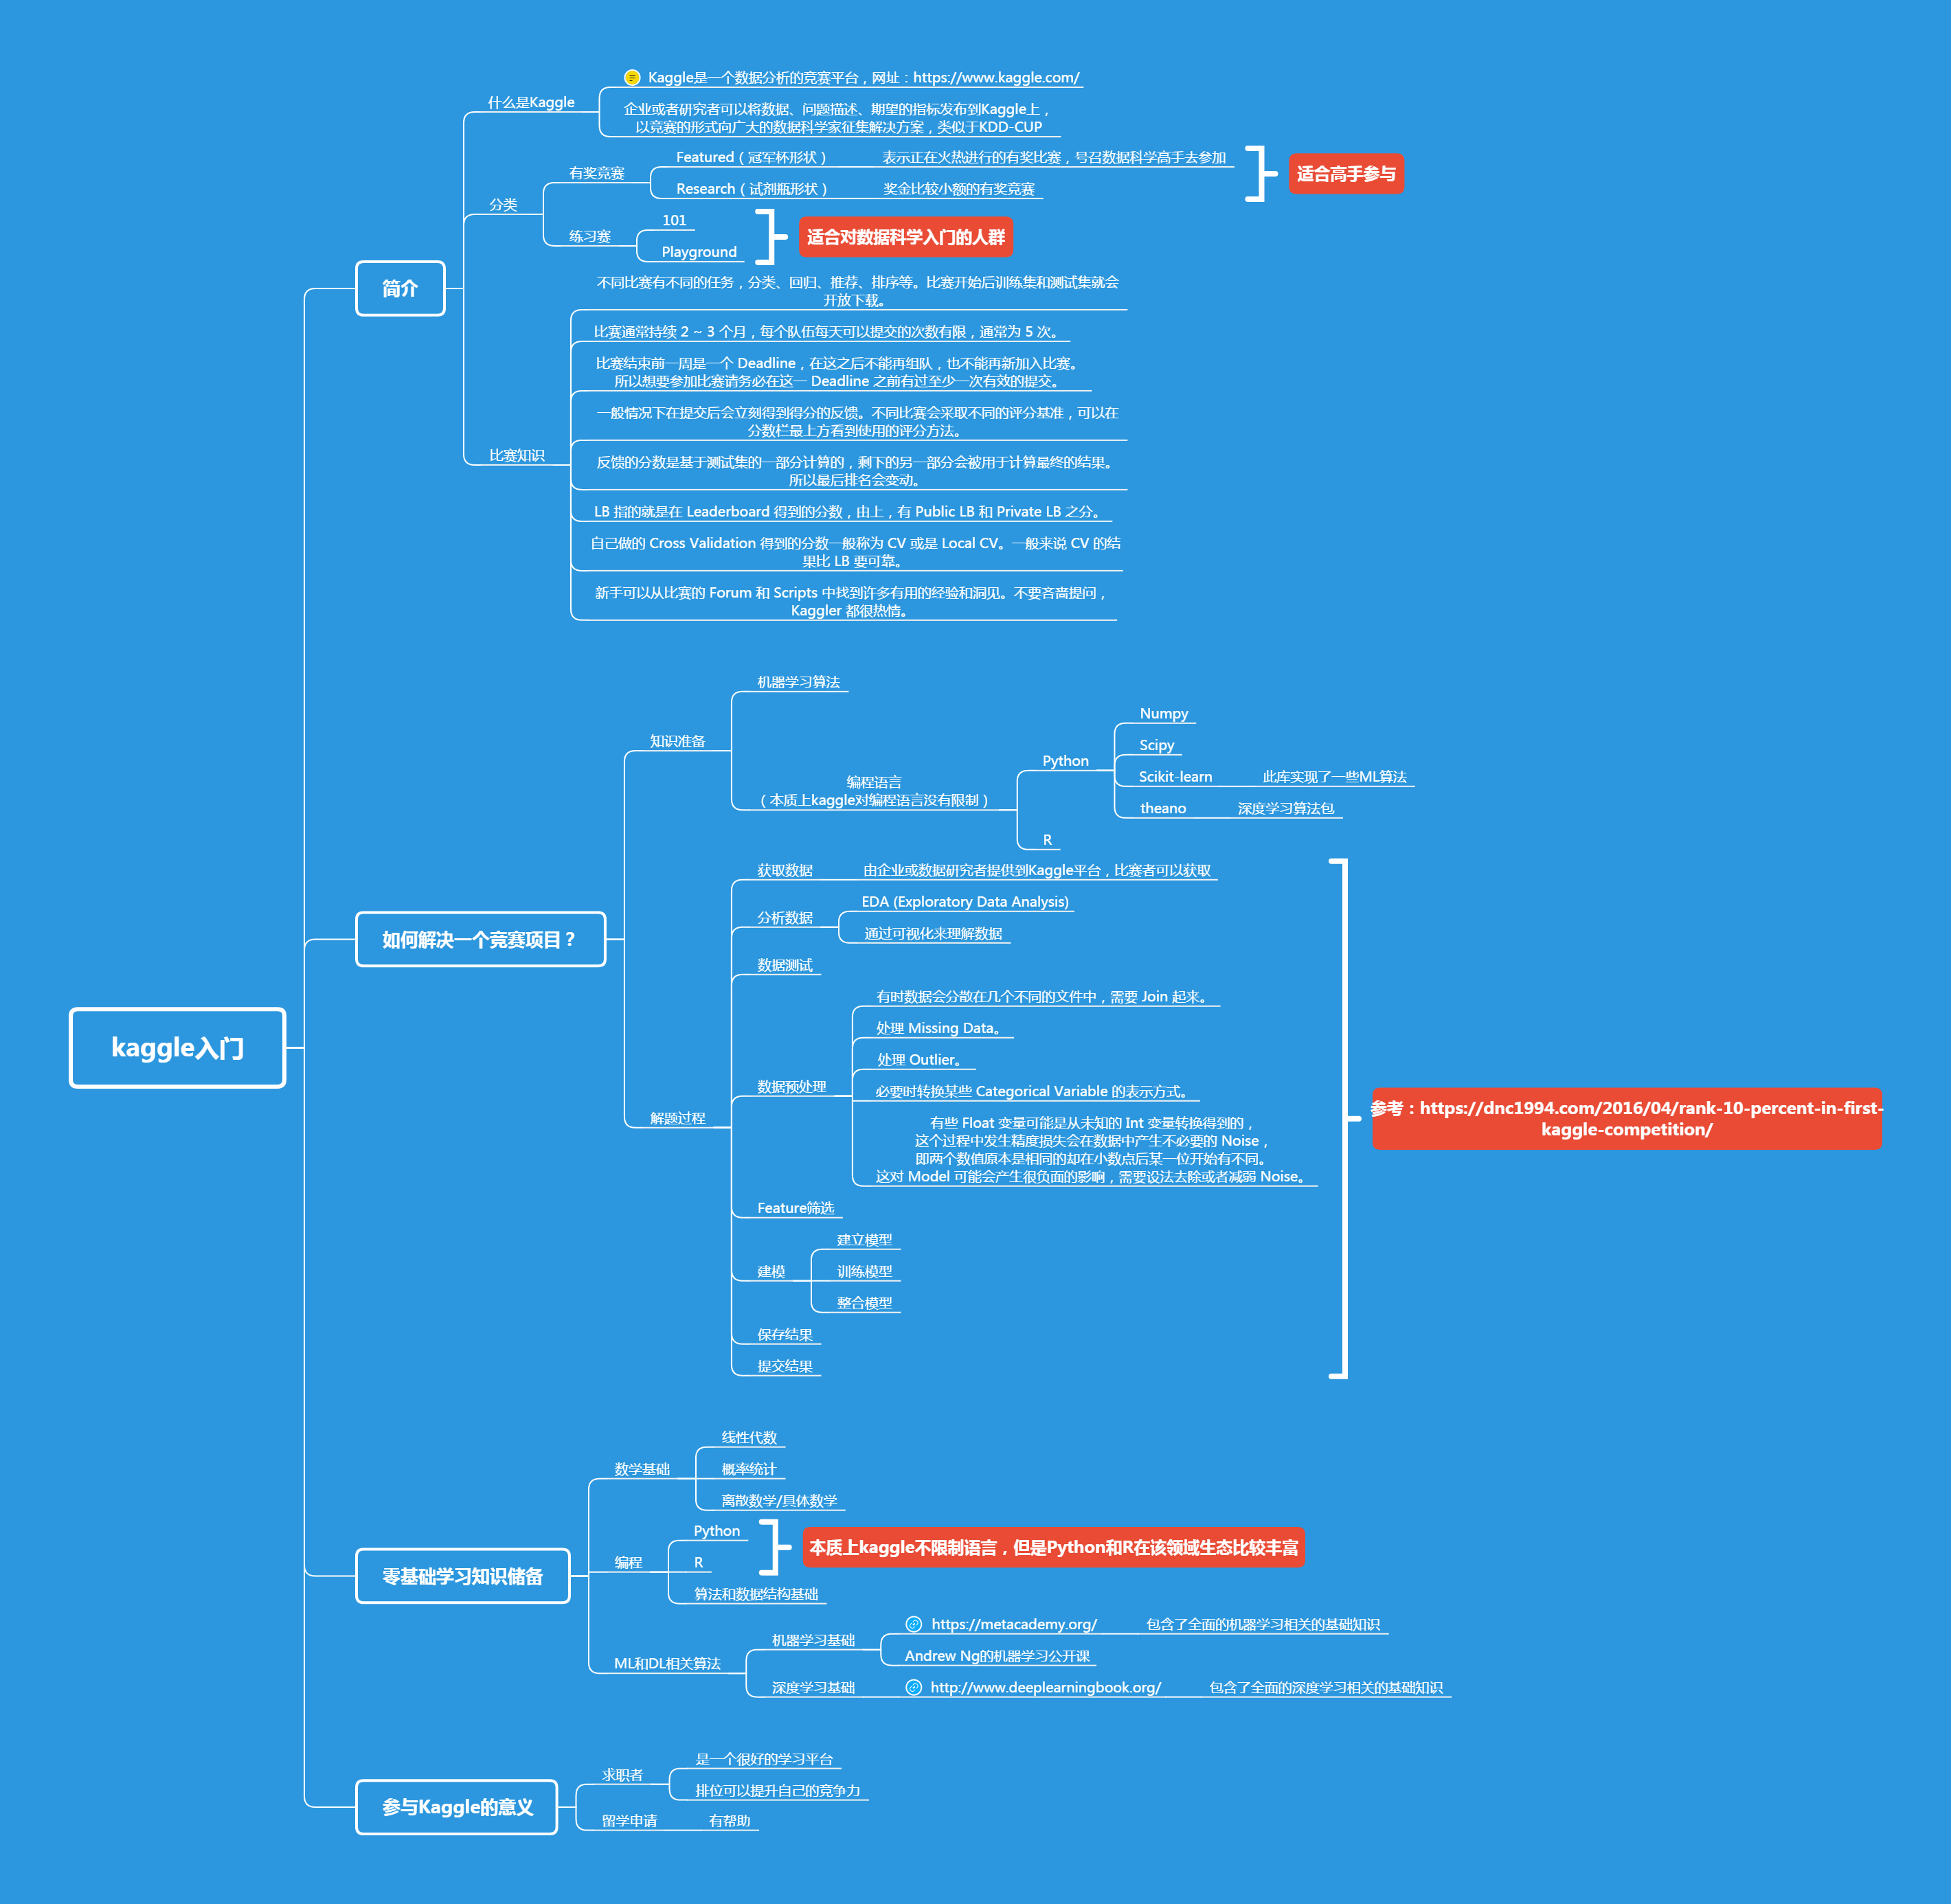 kaggle入门
简介
什么是Kaggle
Kaggle是一个数据分析的竞赛平台，网址：https://www.kaggle.com/
企业或者研究者可以将数据、问题描述、期望的指标发布到Kaggle上，
以竞赛的形式向广大的数据科学家征集解决方案，类似于KDD-CUP
分类
有奖竞赛
Featured（冠军杯形状）
表示正在火热进行的有奖比赛，号召数据科学高手去参加
Research（试剂瓶形状）
奖金比较小额的有奖竞赛
适合高手参与
练习赛
101
Playground
适合对数据科学入门的人群
比赛知识
不同比赛有不同的任务，分类、回归、推荐、排序等。比赛开始后训练集和测试集就会
开放下载。
比赛通常持续 2 ~ 3 个月，每个队伍每天可以提交的次数有限，通常为 5 次。
比赛结束前一周是一个 Deadline，在这之后不能再组队，也不能再新加入比赛。
所以想要参加比赛请务必在这一 Deadline 之前有过至少一次有效的提交。
一般情况下在提交后会立刻得到得分的反馈。不同比赛会采取不同的评分基准，可以在
分数栏最上方看到使用的评分方法。
反馈的分数是基于测试集的一部分计算的，剩下的另一部分会被用于计算最终的结果。
所以最后排名会变动。
LB 指的就是在 Leaderboard 得到的分数，由上，有 Public LB 和 Private LB 之分。
自己做的 Cross Validation 得到的分数一般称为 CV 或是 Local CV。一般来说 CV 的结
果比 LB 要可靠。
新手可以从比赛的 Forum 和 Scripts 中找到许多有用的经验和洞见。不要吝啬提问，
Kaggler 都很热情。
如何解决一个竞赛项目？
知识准备
机器学习算法
编程语言
（本质上kaggle对编程语言没有限制）
Python
Numpy
Scipy
Scikit-learn
此库实现了一些ML算法
theano
深度学习算法包
R
解题过程
获取数据
由企业或数据研究者提供到Kaggle平台，比赛者可以获取
分析数据
EDA (Exploratory Data Analysis)
通过可视化来理解数据
数据测试
数据预处理
有时数据会分散在几个不同的文件中，需要 Join 起来。
处理 Missing Data。
处理 Outlier。
必要时转换某些 Categorical Variable 的表示方式。
有些 Float 变量可能是从未知的 Int 变量转换得到的，
这个过程中发生精度损失会在数据中产生不必要的 Noise，
即两个数值原本是相同的却在小数点后某一位开始有不同。
这对 Model 可能会产生很负面的影响，需要设法去除或者减弱 Noise。
Feature筛选
建模
建立模型
训练模型
整合模型
保存结果
提交结果
参考：https://dnc1994.com/2016/04/rank-10-percent-in-first-
kaggle-competition/
零基础学习知识储备
数学基础
线性代数
概率统计
离散数学/具体数学
编程
Python
R
算法和数据结构基础
本质上kaggle不限制语言，但是Python和R在该领域生态比较丰富
ML和DL相关算法
机器学习基础
https://metacademy.org/
包含了全面的机器学习相关的基础知识
Andrew Ng的机器学习公开课
深度学习基础
http://www.deeplearningbook.org/
包含了全面的深度学习相关的基础知识
参与Kaggle的意义
求职者
是一个很好的学习平台
排位可以提升自己的竞争力
留学申请
有帮助